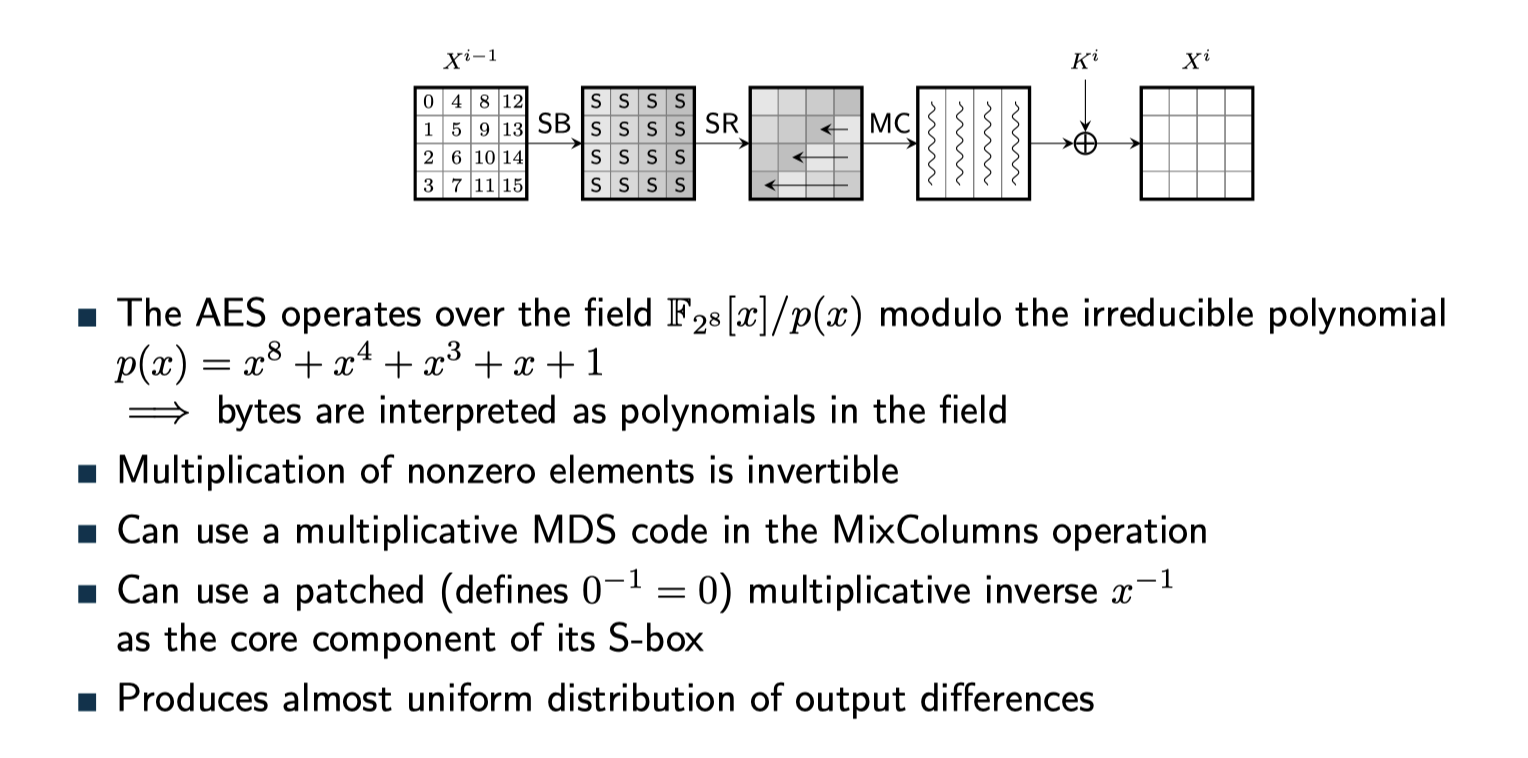 X^{i−1} K^i X^i
0 4 8 12 S S S S
1 5 9 13 SB S S S S SR MC
2 6 10 14 S S S S ⊕
3 7 11 15 S S S S
■ The AES operates over the field 𝔽_{2^8}[x]/p(x) modulo the irreducible polynomial
p(x) = x^8 + x^4 + x^3 + x + 1
⟹ bytes are interpreted as polynomials in the field
■ Multiplication of nonzero elements is invertible
■ Can use a multiplicative MDS code in the MixColumns operation
■ Can use a patched (defines 0^{−1} = 0) multiplicative inverse x^{−1}
as the core component of its S-box
■ Produces almost uniform distribution of output differences